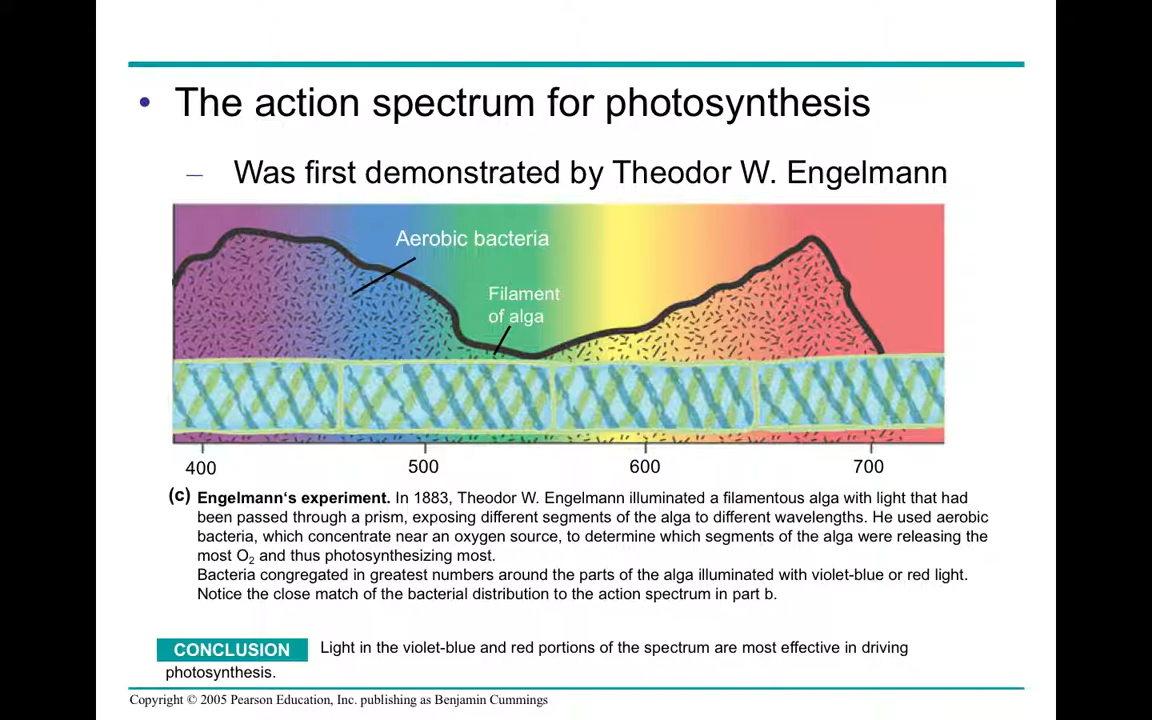 • The action spectrum for photosynthesis
– Was first demonstrated by Theodor W. Engelmann
Aerobic bacteria
Filament
of alga
400 500 600 700
(c) Engelmann‘s experiment. In 1883, Theodor W. Engelmann illuminated a filamentous alga with light that had
been passed through a prism, exposing different segments of the alga to different wavelengths. He used aerobic
bacteria, which concentrate near an oxygen source, to determine which segments of the alga were releasing the
most O2 and thus photosynthesizing most.
Bacteria congregated in greatest numbers around the parts of the alga illuminated with violet-blue or red light.
Notice the close match of the bacterial distribution to the action spectrum in part b.
CONCLUSION Light in the violet-blue and red portions of the spectrum are most effective in driving
photosynthesis.
Copyright © 2005 Pearson Education, Inc. publishing as Benjamin Cummings